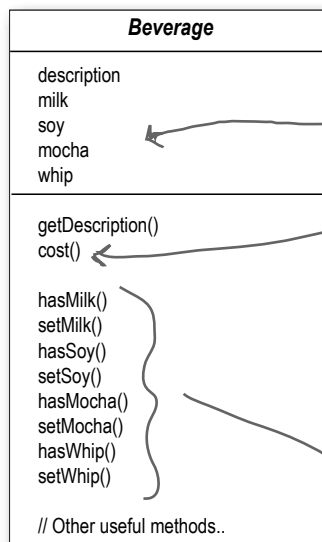 Beverage
description
milk
soy
mocha
whip
getDescription()
cost()
hasMilk()
setMilk()
hasSoy()
setSoy()
hasMocha()
setMocha()
hasWhip()
setWhip()
// Other useful methods..